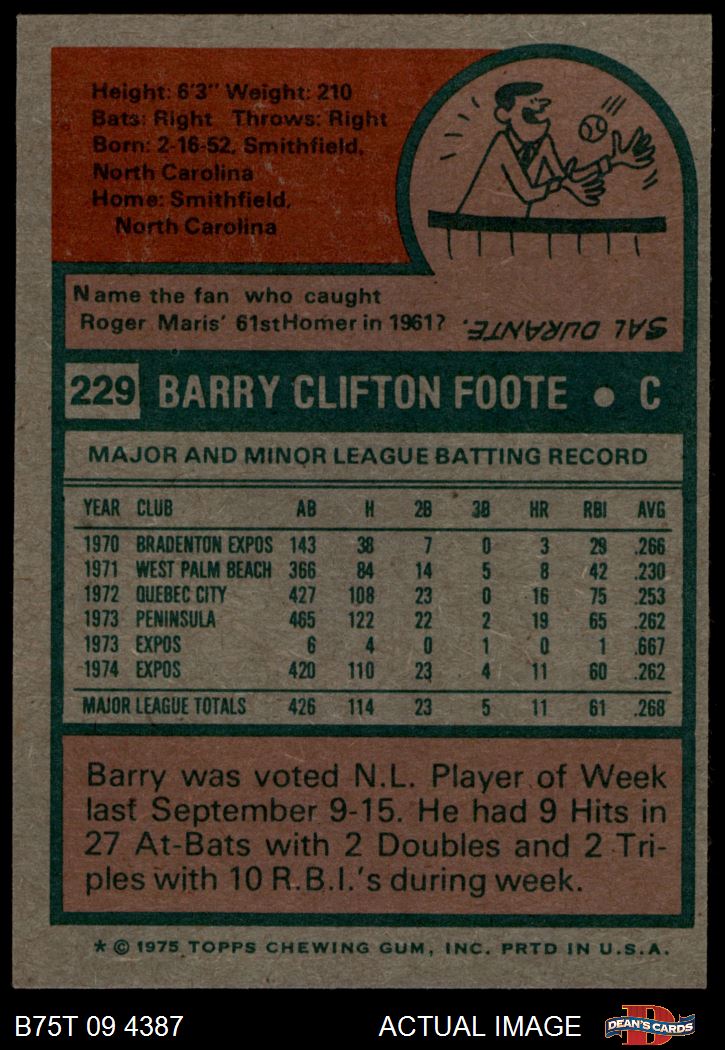 Height: 6'3" Weight: 210
Bats: Right Throws: Right
Born: 2-16-52, Smithfield,
North Carolina
Home: Smithfield,
North Carolina
Name the fan who caught
Roger Maris' 61st Homer in 1961?
SAL DURANTE.
229 BARRY CLIFTON FOOTE • C
MAJOR AND MINOR LEAGUE BATTING RECORD
YEAR CLUB AB H 2B 3B HR RBI AVG
1970 BRADENTON EXPOS 143 38 7 0 3 29 .266
1971 WEST PALM BEACH 366 84 14 5 8 42 .230
1972 QUEBEC CITY 427 108 23 0 16 75 .253
1973 PENINSULA 465 122 22 2 19 65 .262
1973 EXPOS 6 4 0 1 0 1 .667
1974 EXPOS 420 110 23 4 11 60 .262
MAJOR LEAGUE TOTALS 426 114 23 5 11 61 .268
Barry was voted N.L. Player of Week
last September 9-15. He had 9 Hits in
27 At-Bats with 2 Doubles and 2 Tri-
ples with 10 R.B.I.'s during week.
* © 1975 TOPPS CHEWING GUM, INC. PRTD IN U.S.A.
B75T 09 4387 ACTUAL IMAGE
D
DEAN'S CARDS